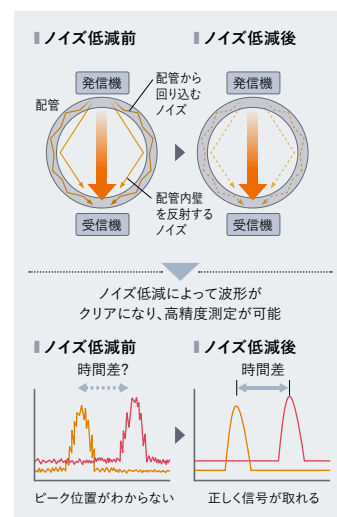 ノイズ低減前
ノイズ低減後
発信機
発信機
配管
配管から
回り込む
ノイズ
配管内壁
を反射する
ノイズ
受信機
受信機
ノイズ低減によって波形が
クリアになり、高精度測定が可能
ノイズ低減前
ノイズ低減後
時間差?
時間差
ピーク位置がわからない
正しく信号が取れる